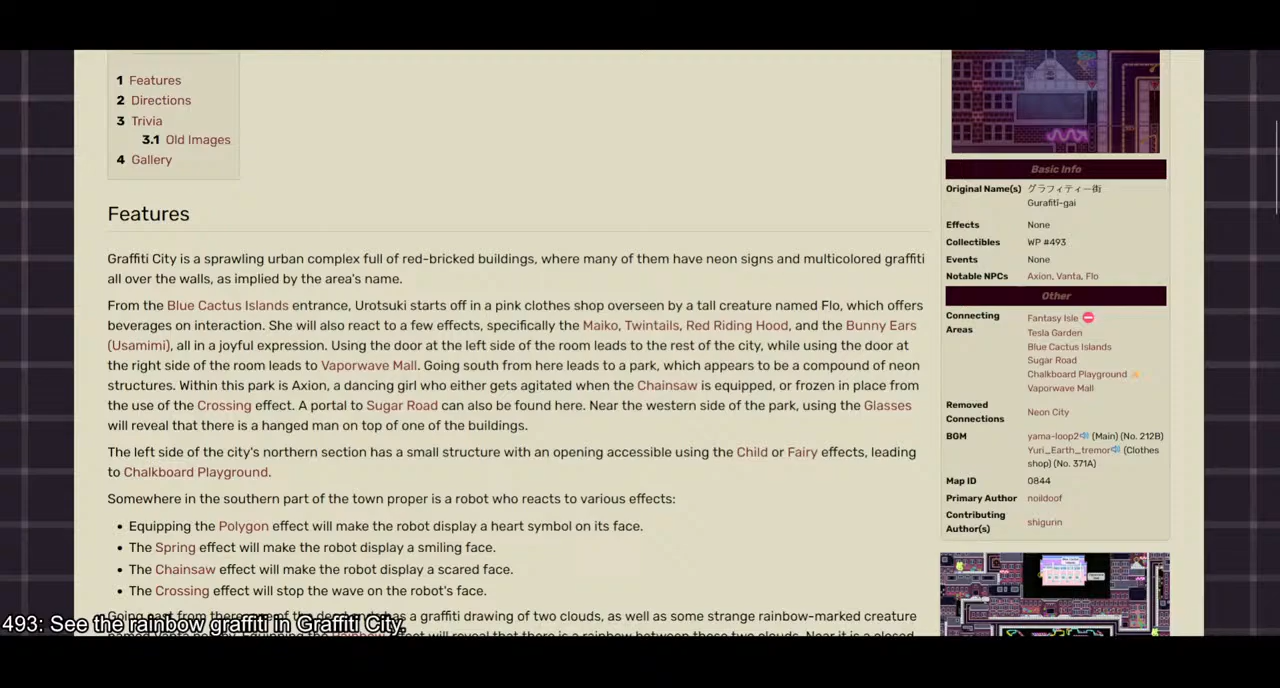 1 Features
2 Directions
3 Trivia
3.1 Old Images
4 Gallery
Features
Graffiti City is a sprawling urban complex full of red-bricked buildings, where many of them have neon signs and multicolored graffiti
all over the walls, as implied by the area's name.
From the Blue Cactus Islands entrance, Urotsuki starts off in a pink clothes shop overseen by a tall creature named Flo, which offers
beverages on interaction. She will also react to a few effects, specifically the Maiko, Twintails, Red Riding Hood, and the Bunny Ears
(Usamimi), all in a joyful expression. Using the door at the left side of the room leads to the rest of the city, while using the door at
the right side of the room leads to Vaporwave Mall. Going south from here leads to a park, which appears to be a compound of neon
structures. Within this park is Axion, a dancing girl who either gets agitated when the Chainsaw is equipped, or frozen in place from
the use of the Crossing effect. A portal to Sugar Road can also be found here. Near the western side of the park, using the Glasses
will reveal that there is a hanged man on top of one of the buildings.
The left side of the city's northern section has a small structure with an opening accessible using the Child or Fairy effects, leading
to Chalkboard Playground.
Somewhere in the southern part of the town proper is a robot who reacts to various effects:
• Equipping the Polygon effect will make the robot display a heart symbol on its face.
• The Spring effect will make the robot display a smiling face.
• The Chainsaw effect will make the robot display a scared face.
• The Crossing effect will stop the wave on the robot's face.
Going east from there as a graffiti drawing of two clouds, as well as some strange rainbow-marked creature
effect will reveal that there is a rainbow between these two clouds. Near it is a closed
493: See the rainbow graffiti in Graffiti City.
Basic Info
Original Name(s) グラフィティー街
Gurafitī-gai
Effects None
Collectibles WP #493
Events None
Notable NPCs Axion, Vanta, Flo
Other
Connecting Areas Fantasy Isle ⛔
Tesla Garden
Blue Cactus Islands
Sugar Road
Chalkboard Playground
Vaporwave Mall
Removed Connections Neon City
BGM yama-loop2 (Main) (No. 212B)
Yuri_Earth_tremor (Clothes
shop) (No. 371A)
Map ID 0844
Primary Author noildoof
Contributing Author(s) shigurin